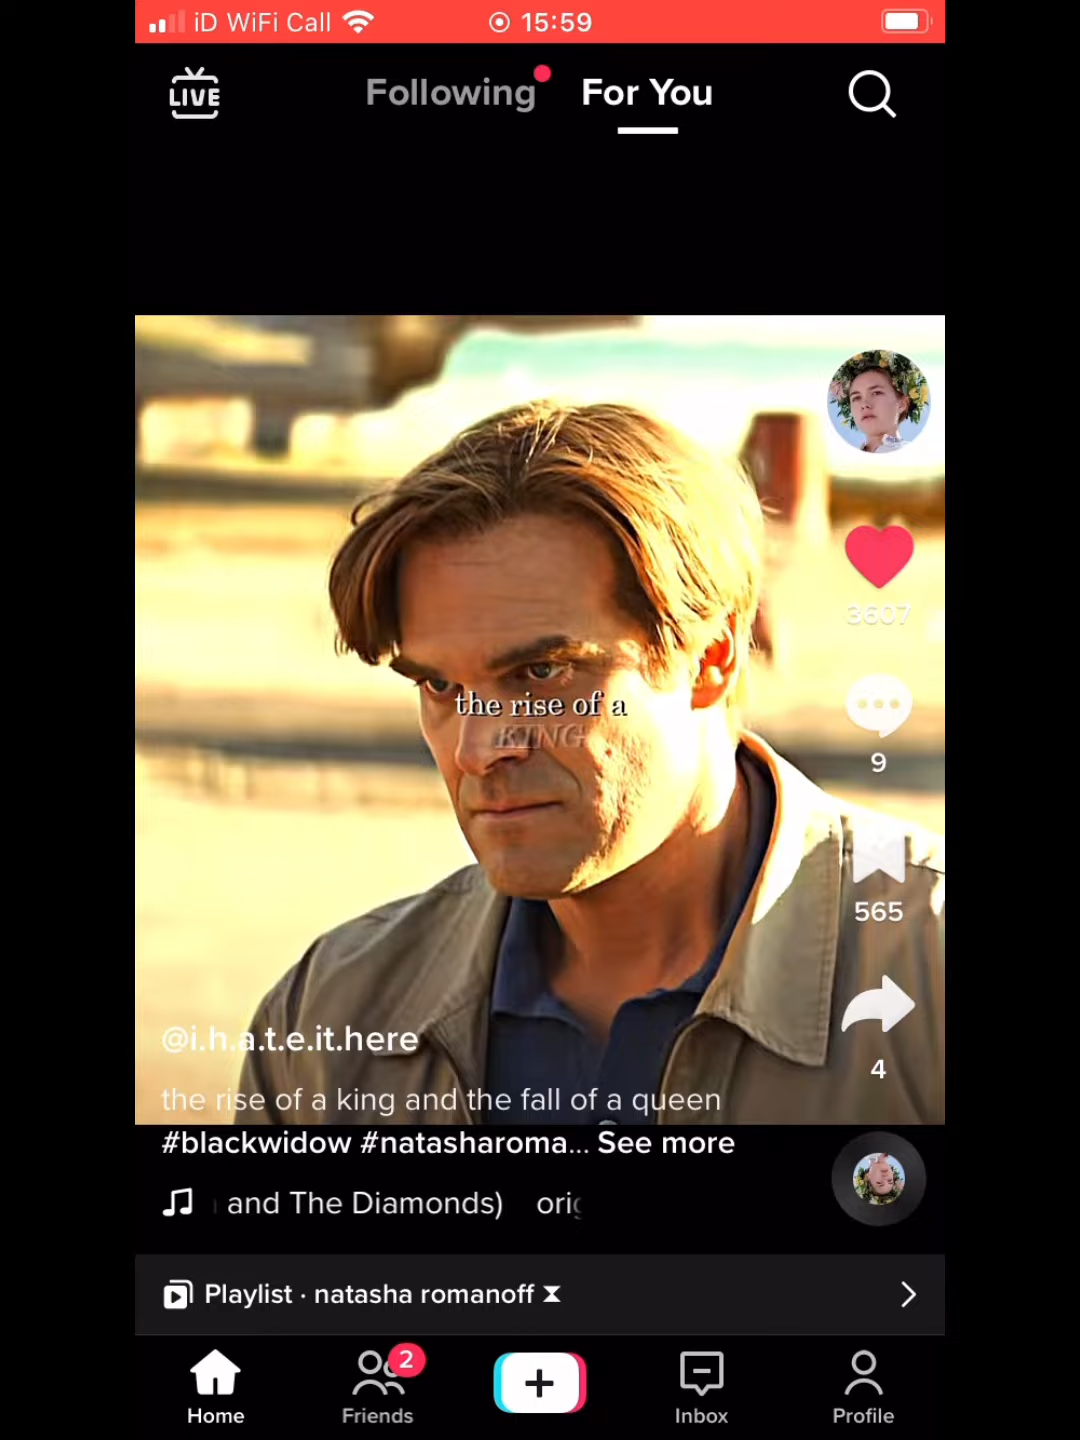 iD WiFi Call
15:59
LIVE
Following
For You
the rise of a
KING
3607
9
565
4
@i.h.a.t.e.it.here
the rise of a king and the fall of a queen
#blackwidow #natasharoma... See more
and The Diamonds) orig
Playlist · natasha romanoff
2
Home
Friends
Inbox
Profile